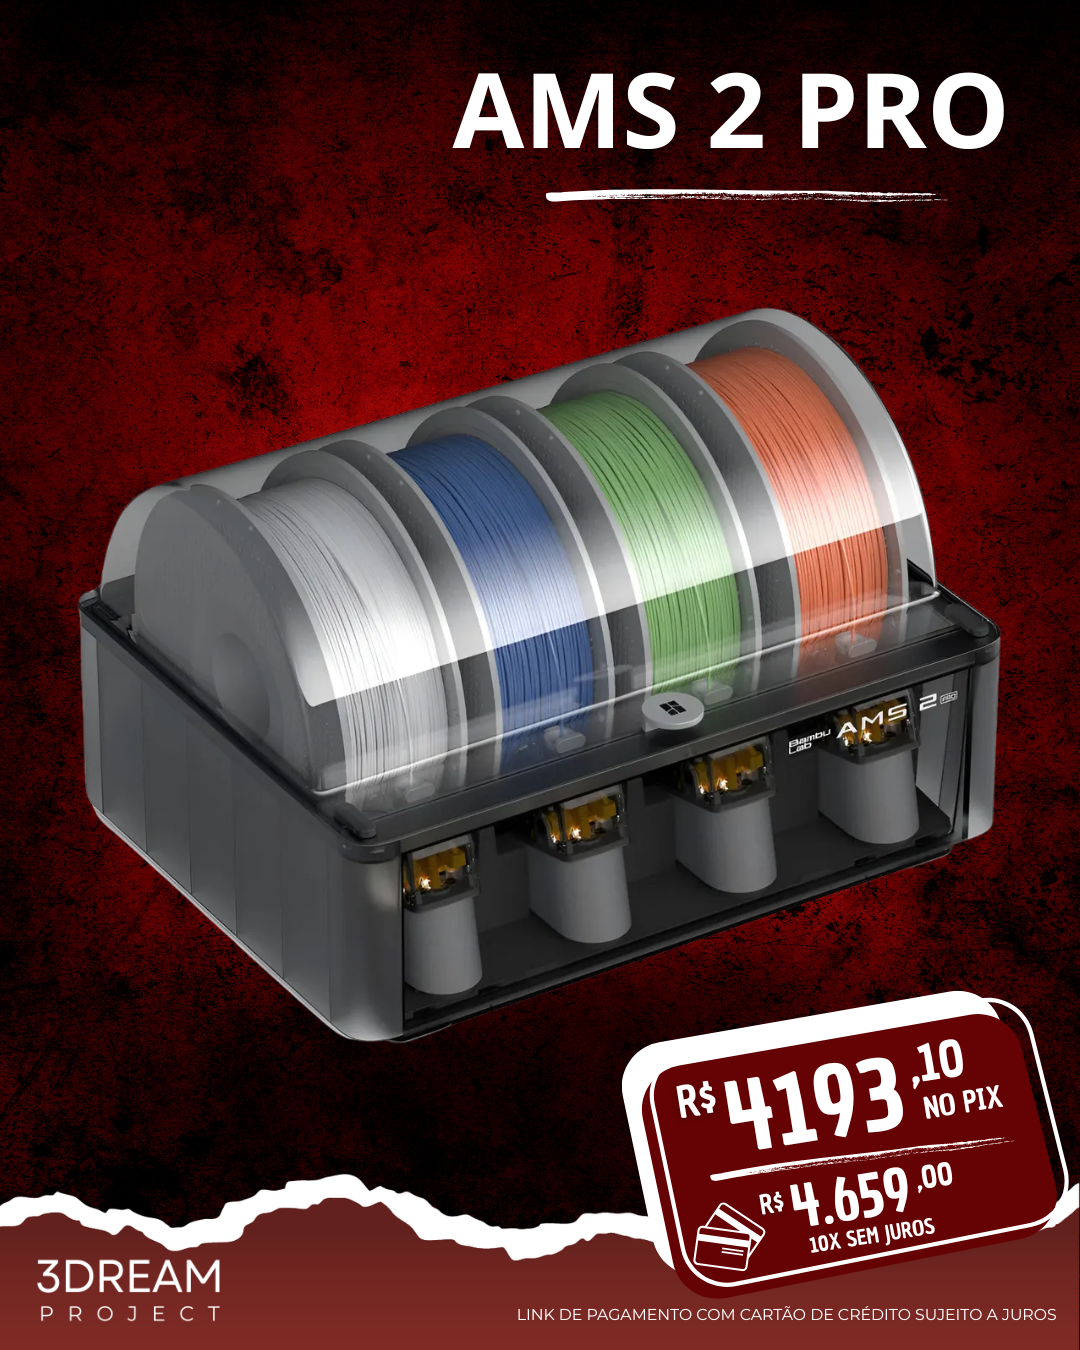 AMS 2 PRO
Bambu
Lab
AMS 2 PRO
R$ 4193,10
NO PIX
R$ 4.659,00
10X SEM JUROS
3DREAM
PROJECT
LINK DE PAGAMENTO COM CARTÃO DE CRÉDITO SUJEITO A JUROS